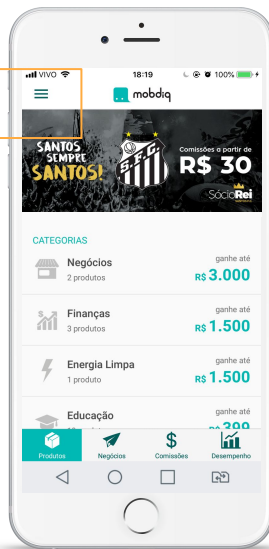 VIVO 18:19 100%
mobdiq
SANTOS
SEMPRE
SANTOS!
S.F.C.
Comissões a partir de
R$ 30
SócioRei
CATEGORIAS
Negócios ganhe até
2 produtos R$ 3.000
Finanças ganhe até
3 produtos R$ 1.500
Energia Limpa ganhe até
1 produto R$ 1.500
Educação ganhe até
R$ 399
Produtos Negócios Comissões Desempenho